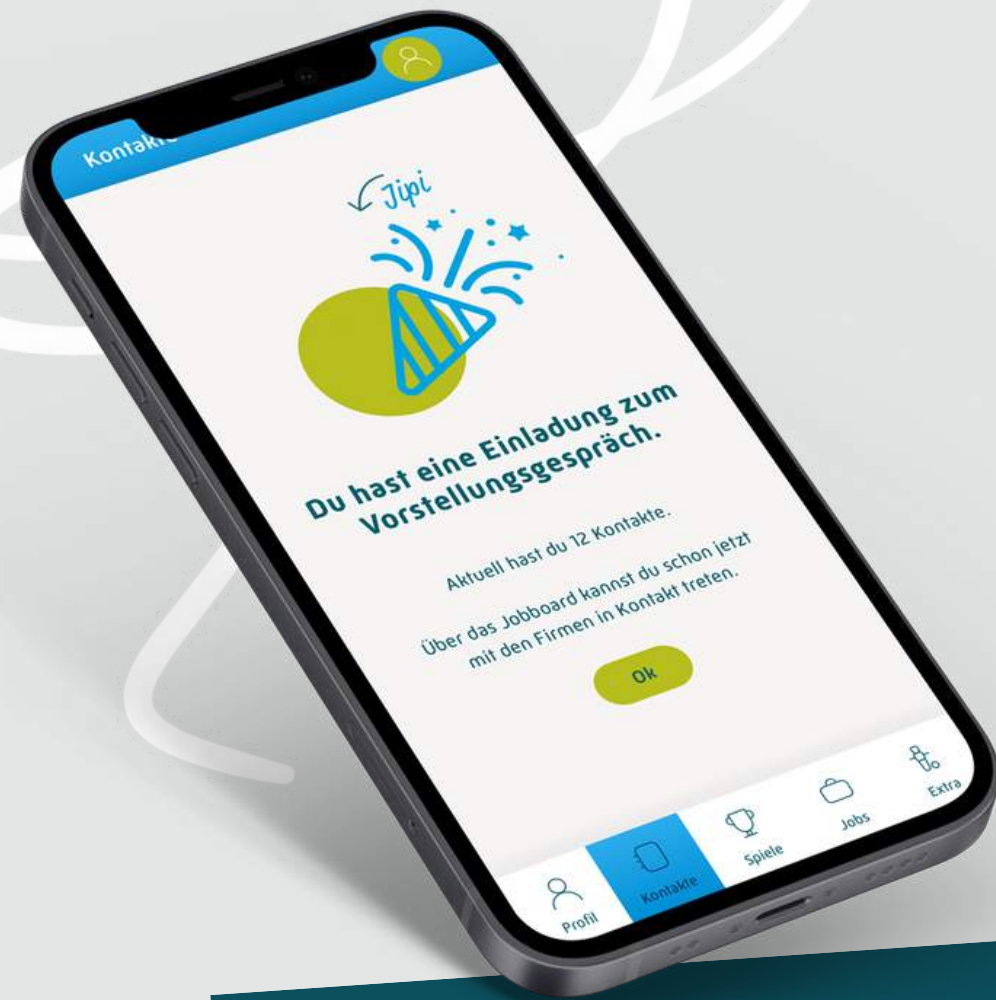 Kontakte
Jipi
Du hast eine Einladung zum
Vorstellungsgespräch.
Aktuell hast du 12 Kontakte.
Über das Jobboard kannst du schon jetzt
mit den Firmen in Kontakt treten.
Ok
Profil
Kontakte
Spiele
Jobs
Extra